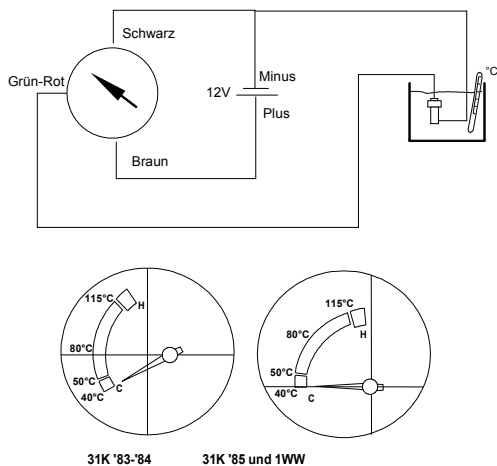 Schwarz
Grün-Rot
Minus
12V
Plus
Braun
°C
115°C
H
80°C
50°C
40°C
C
115°C
H
80°C
50°C
40°C
C
31K '83-'84
31K '85 und 1WW